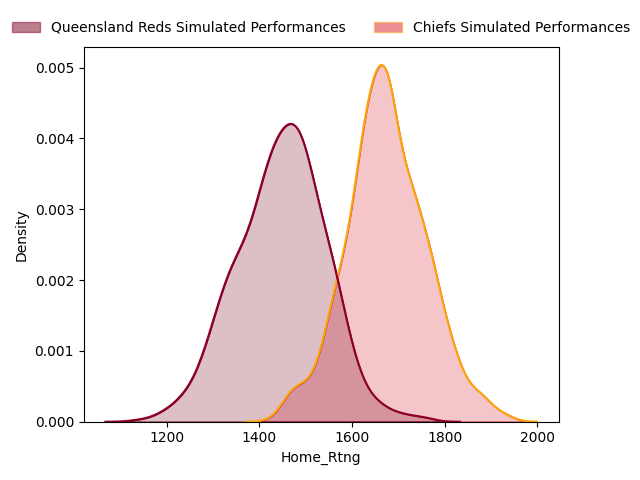 Queensland Reds Simulated Performances
Chiefs Simulated Performances
0.005
0.004
0.003
0.002
0.001
0.000
Density
1200
1400
1600
1800
2000
Home_Rtng